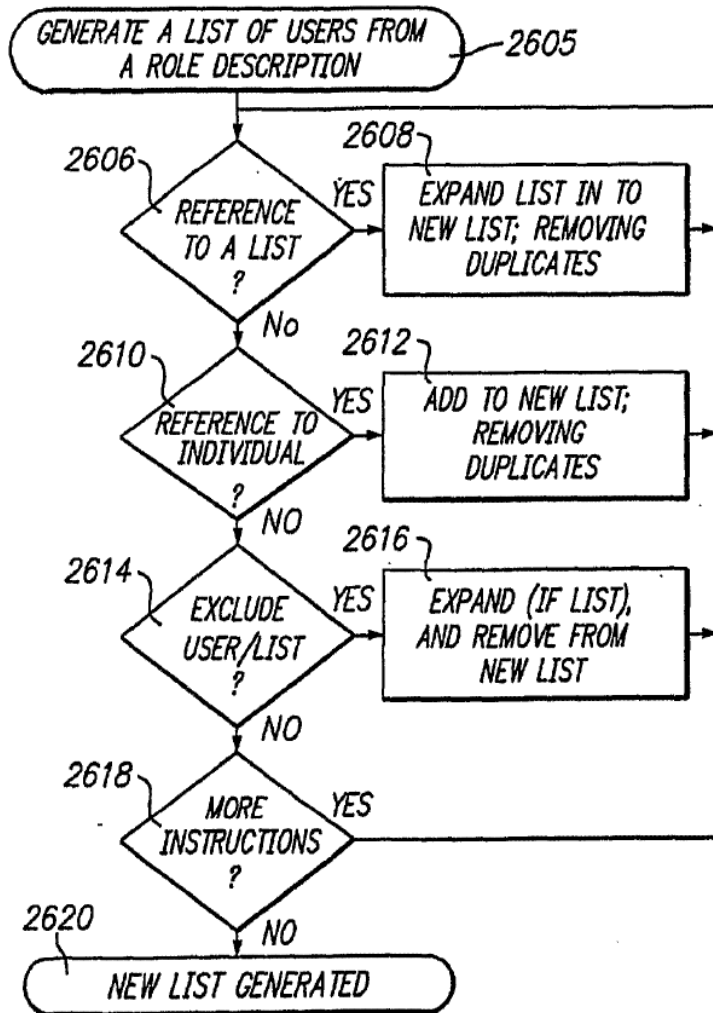 GENERATE A LIST OF USERS FROM
A ROLE DESCRIPTION
2605
2606
REFERENCE
TO A LIST
?
YES
2608
EXPAND LIST IN TO
NEW LIST; REMOVING
DUPLICATES
No
2610
REFERENCE TO
INDIVIDUAL
?
YES
2612
ADD TO NEW LIST;
REMOVING
DUPLICATES
NO
2614
EXCLUDE
USER/LIST
?
YES
2616
EXPAND (IF LIST),
AND REMOVE FROM
NEW LIST
NO
2618
MORE
INSTRUCTIONS
?
YES
NO
2620
NEW LIST GENERATED